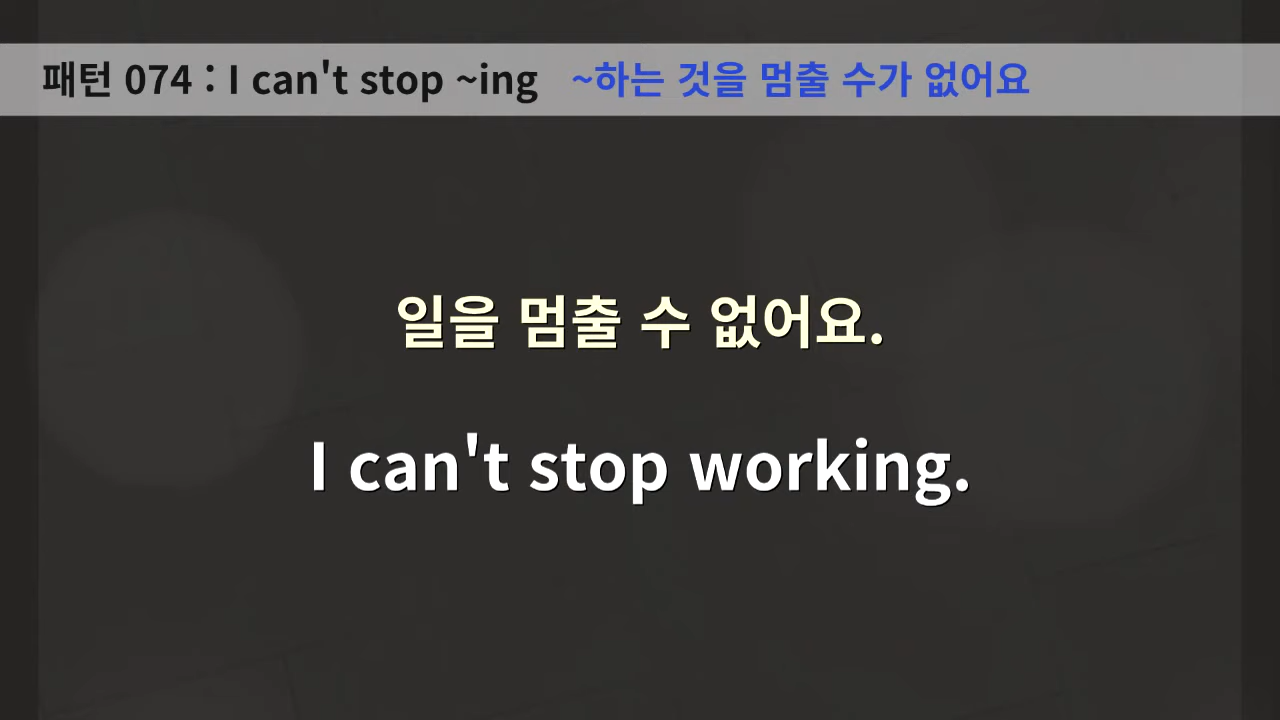 패턴 074 : I can't stop ~ing ~하는 것을 멈출 수가 없어요
일을 멈출 수 없어요.
I can't stop working.